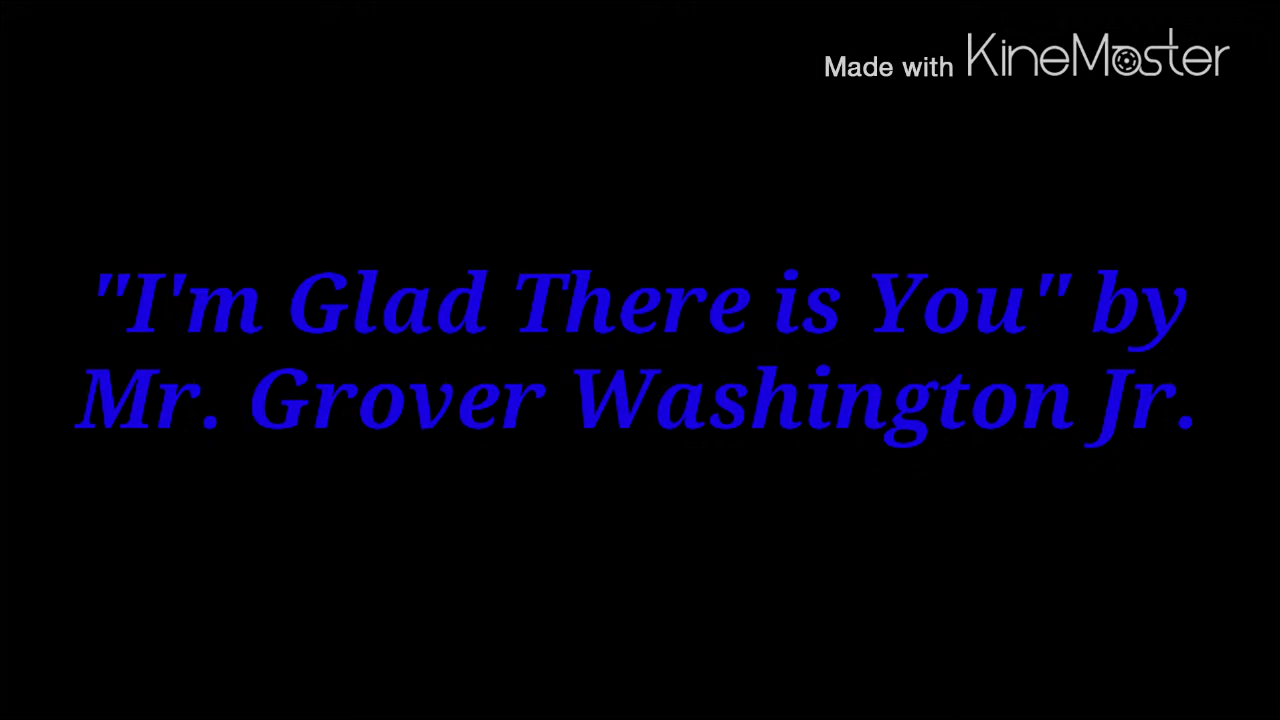 Made with KineMaster
"I'm Glad There is You" by
Mr. Grover Washington Jr.